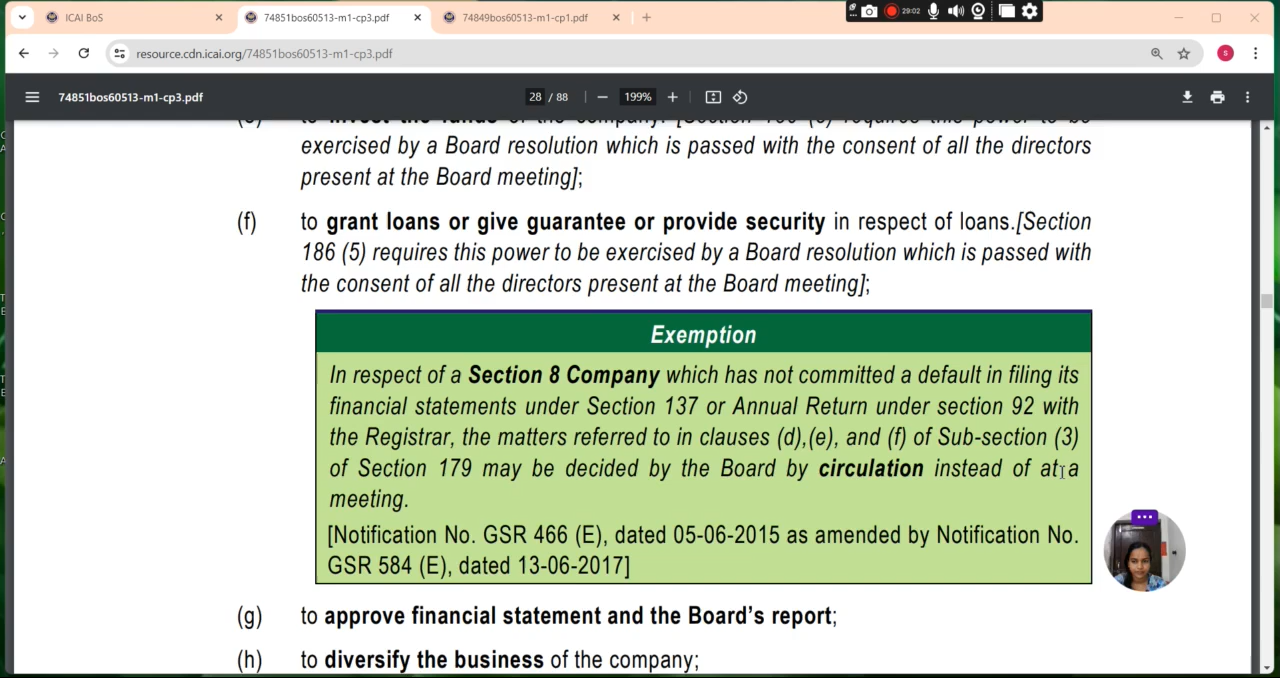 ICAI BoS
74851bos60513-m1-cp3.pdf
74849bos60513-m1-cp1.pdf
29:02
resource.cdn.icai.org/74851bos60513-m1-cp3.pdf
S
74851bos60513-m1-cp3.pdf
28 / 88
199%
exercised by a Board resolution which is passed with the consent of all the directors
present at the Board meeting];
(f) to grant loans or give guarantee or provide security in respect of loans.[Section
186 (5) requires this power to be exercised by a Board resolution which is passed with
the consent of all the directors present at the Board meeting];
Exemption
In respect of a Section 8 Company which has not committed a default in filing its
financial statements under Section 137 or Annual Return under section 92 with
the Registrar, the matters referred to in clauses (d),(e), and (f) of Sub-section (3)
of Section 179 may be decided by the Board by circulation instead of at a
meeting.
[Notification No. GSR 466 (E), dated 05-06-2015 as amended by Notification No.
GSR 584 (E), dated 13-06-2017]
(g) to approve financial statement and the Board's report;
(h) to diversify the business of the company;